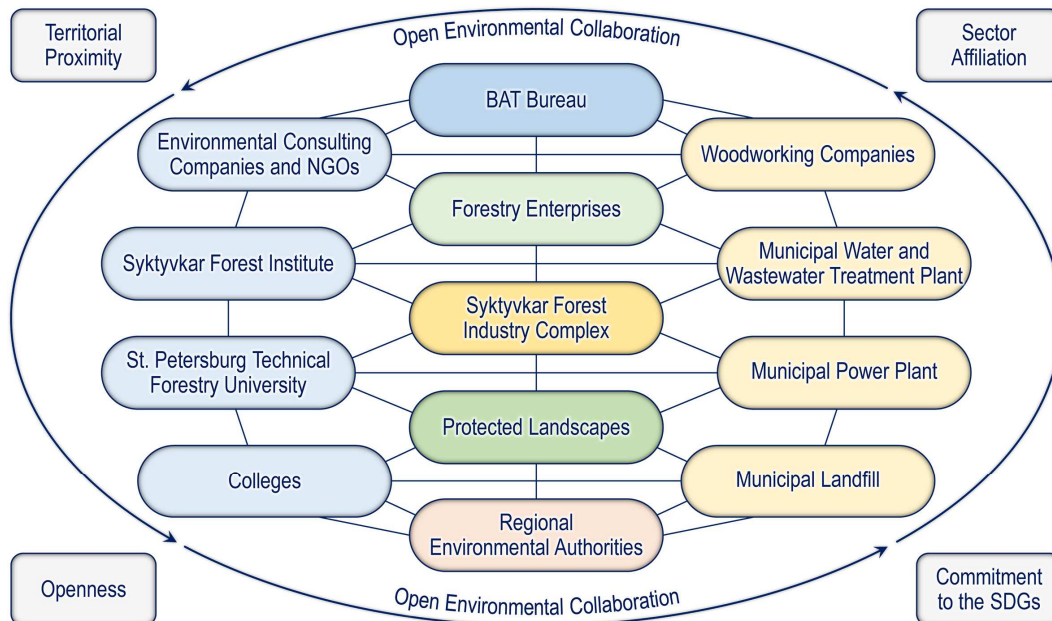 Territorial
Proximity
Open Environmental Collaboration
Sector
Affiliation
BAT Bureau
Environmental Consulting
Companies and NGOs
Woodworking Companies
Forestry Enterprises
Syktyvkar Forest Institute
Municipal Water and
Wastewater Treatment Plant
Syktyvkar Forest
Industry Complex
St. Petersburg Technical
Forestry University
Municipal Power Plant
Protected Landscapes
Colleges
Municipal Landfill
Regional
Environmental Authorities
Openness
Open Environmental Collaboration
Commitment
to the SDGs